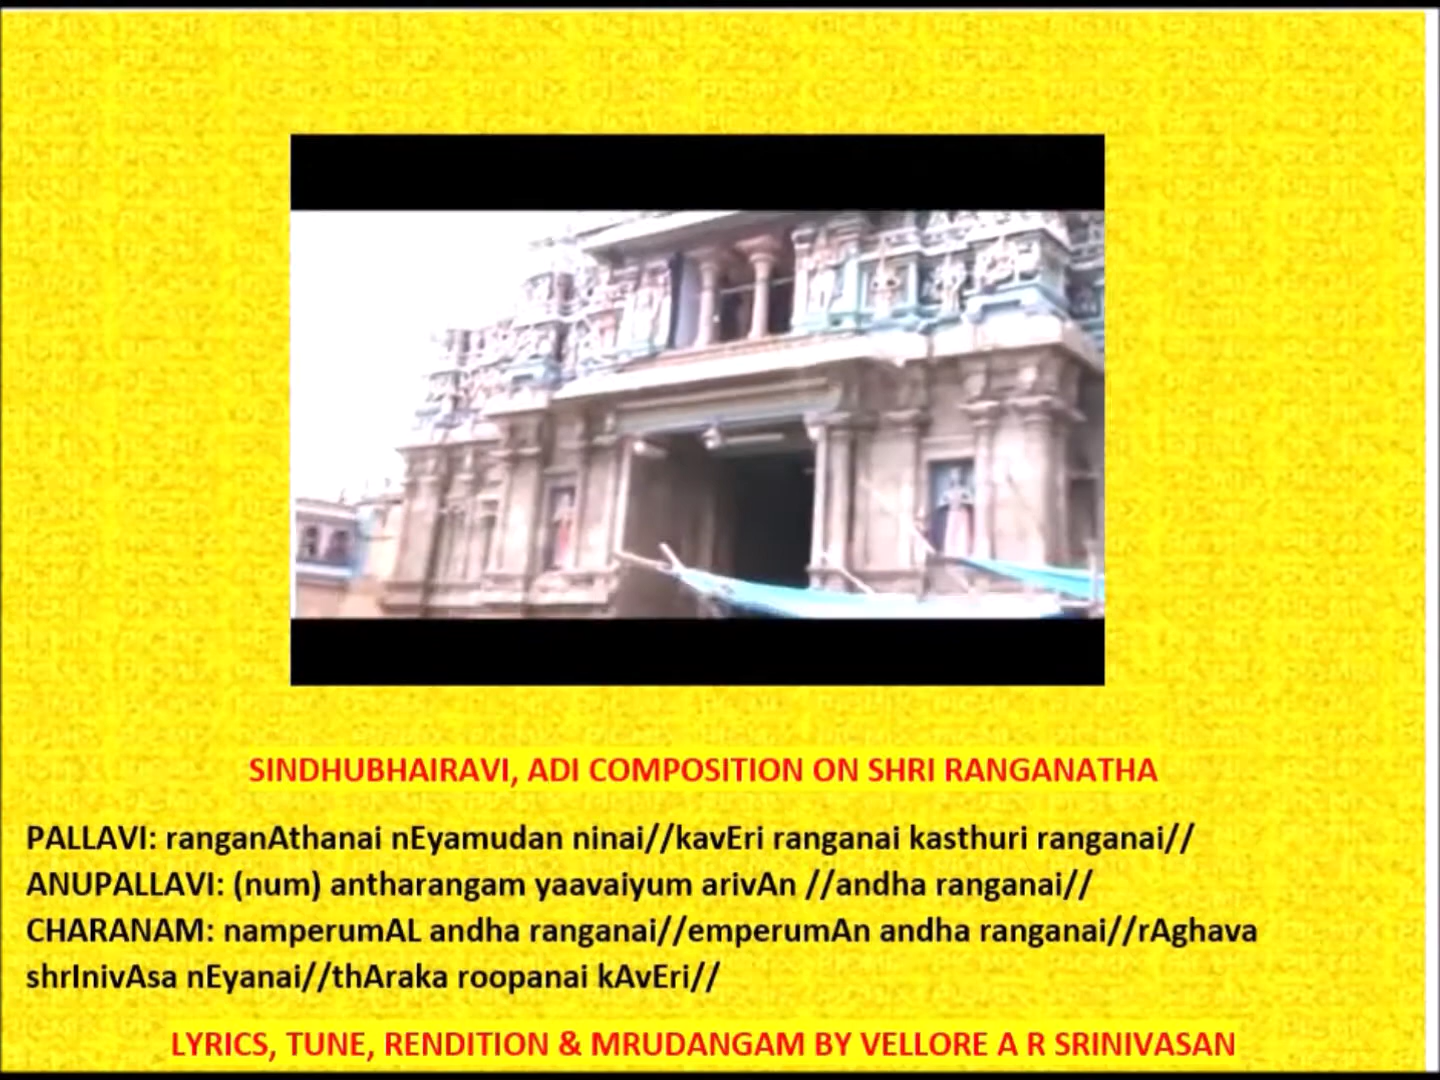 SINDHUBHAIRAVI, ADI COMPOSITION ON SHRI RANGANATHA
PALLAVI: ranganAthanai nEyamudan ninai//kavEri ranganai kasthuri ranganai//
ANUPALLAVI: (num) antharangam yaavaiyum arivAn //andha ranganai//
CHARANAM: namperumAL andha ranganai//emperumAn andha ranganai//rAghava
shrInivAsa nEyanai//thAraka roopanai kAvEri//
LYRICS, TUNE, RENDITION & MRUDANGAM BY VELLORE A R SRINIVASAN